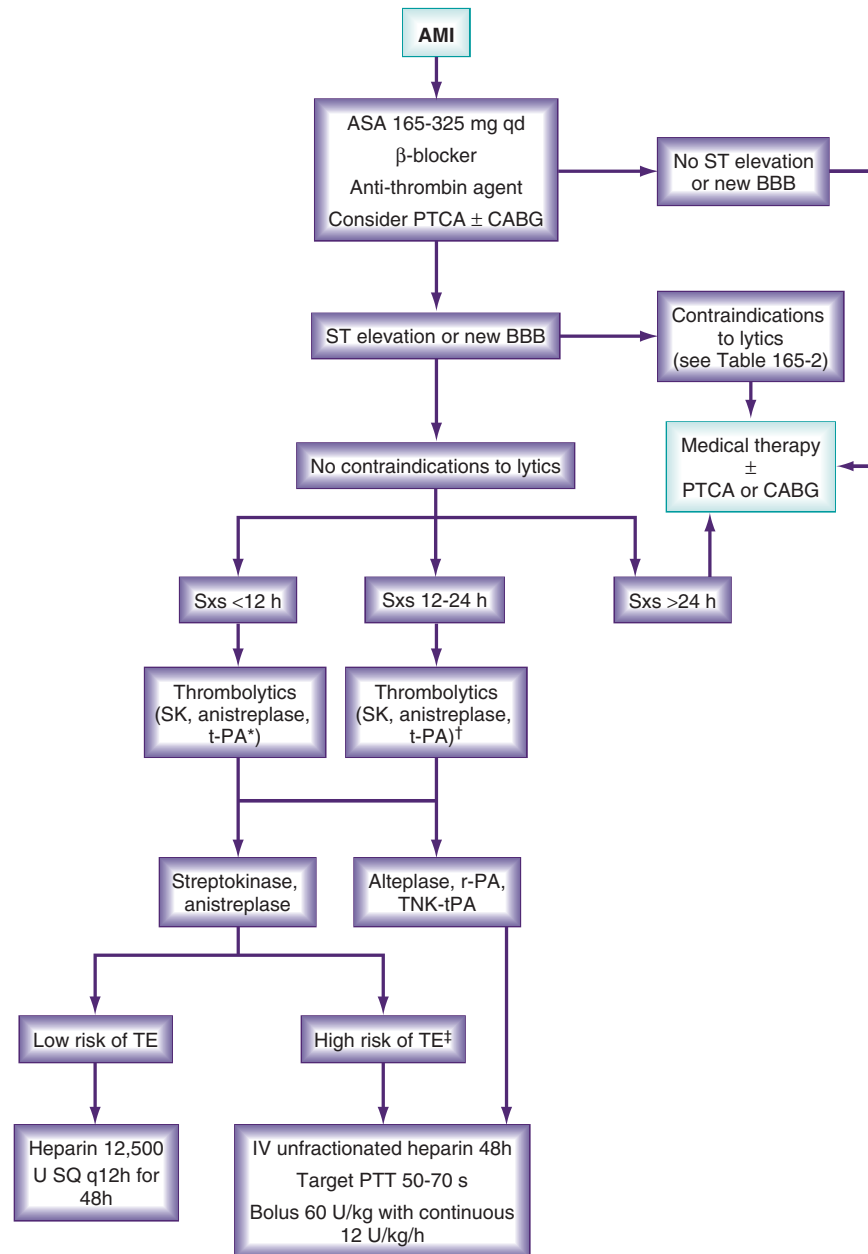 AMI
ASA 165-325 mg qd
β-blocker
Anti-thrombin agent
Consider PTCA ± CABG
No ST elevation
or new BBB
ST elevation or new BBB
Contraindications
to lytics
(see Table 165-2)
No contraindications to lytics
Medical therapy
±
PTCA or CABG
Sxs <12 h
Sxs 12-24 h
Sxs >24 h
Thrombolytics
(SK, anistreplase,
t-PA*)
Thrombolytics
(SK, anistreplase,
t-PA)†
Streptokinase,
anistreplase
Alteplase, r-PA,
TNK-tPA
Low risk of TE
High risk of TE‡
Heparin 12,500
U SQ q12h for
48h
IV unfractionated heparin 48h
Target PTT 50-70 s
Bolus 60 U/kg with continuous
12 U/kg/h